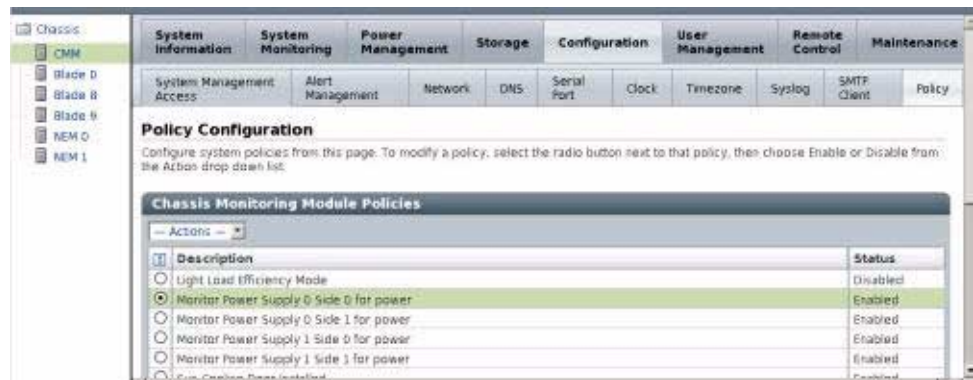 Chassis
CMM
Blade 0
Blade 8
Blade 9
NEM 0
NEM 1
System Information
System Monitoring
Power Management
Storage
Configuration
User Management
Remote Control
Maintenance
System Management Access
Alert Management
Network
DNS
Serial Port
Clock
Timezone
Syslog
SMTP Client
Policy
Policy Configuration
Configure system policies from this page. To modify a policy, select the radio button next to that policy, then choose Enable or Disable from
the Action drop down list.
Chassis Monitoring Module Policies
— Actions —
Description Status
Light Load Efficiency Mode Disabled
Monitor Power Supply 0 Side 0 for power Enabled
Monitor Power Supply 0 Side 1 for power Enabled
Monitor Power Supply 1 Side 0 for power Enabled
Monitor Power Supply 1 Side 1 for power Enabled